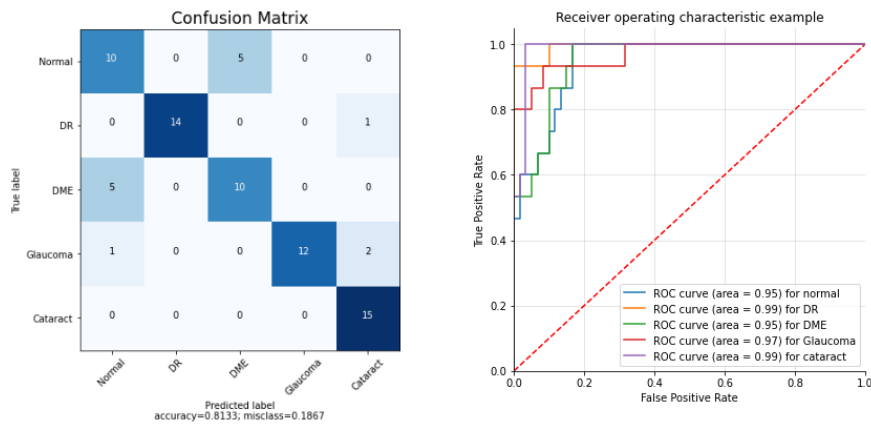 Confusion Matrix
True label
Normal 10 0 5 0 0
DR 0 14 0 0 1
DME 5 0 10 0 0
Glaucoma 1 0 0 12 2
Cataract 0 0 0 0 15
Normal DR DME Glaucoma Cataract
Predicted label
accuracy=0.8133; misclass=0.1867
Receiver operating characteristic example
True Positive Rate
1.0
0.8
0.6
0.4
0.2
0.0
ROC curve (area = 0.95) for normal
ROC curve (area = 0.99) for DR
ROC curve (area = 0.95) for DME
ROC curve (area = 0.97) for Glaucoma
ROC curve (area = 0.99) for cataract
0.0 0.2 0.4 0.6 0.8 1.0
False Positive Rate